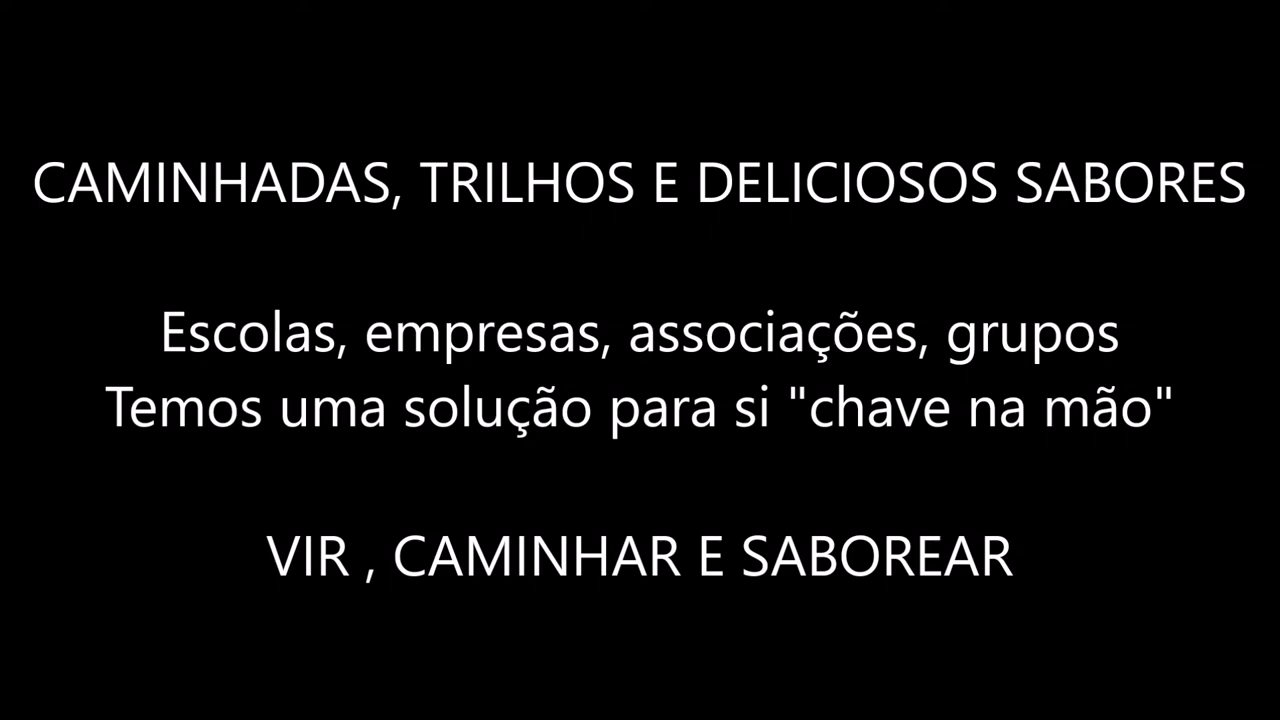 CAMINHADAS, TRILHOS E DELICIOSOS SABORES
Escolas, empresas, associações, grupos
Temos uma solução para si "chave na mão"
VIR , CAMINHAR E SABOREAR